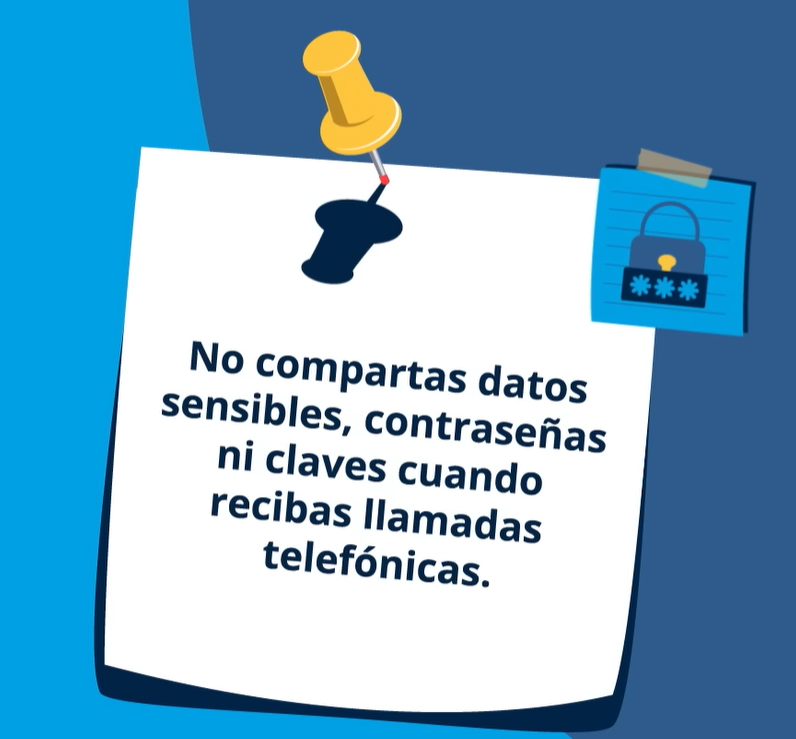 No compartas datos
sensibles, contraseñas
ni claves cuando
recibas llamadas
telefónicas.